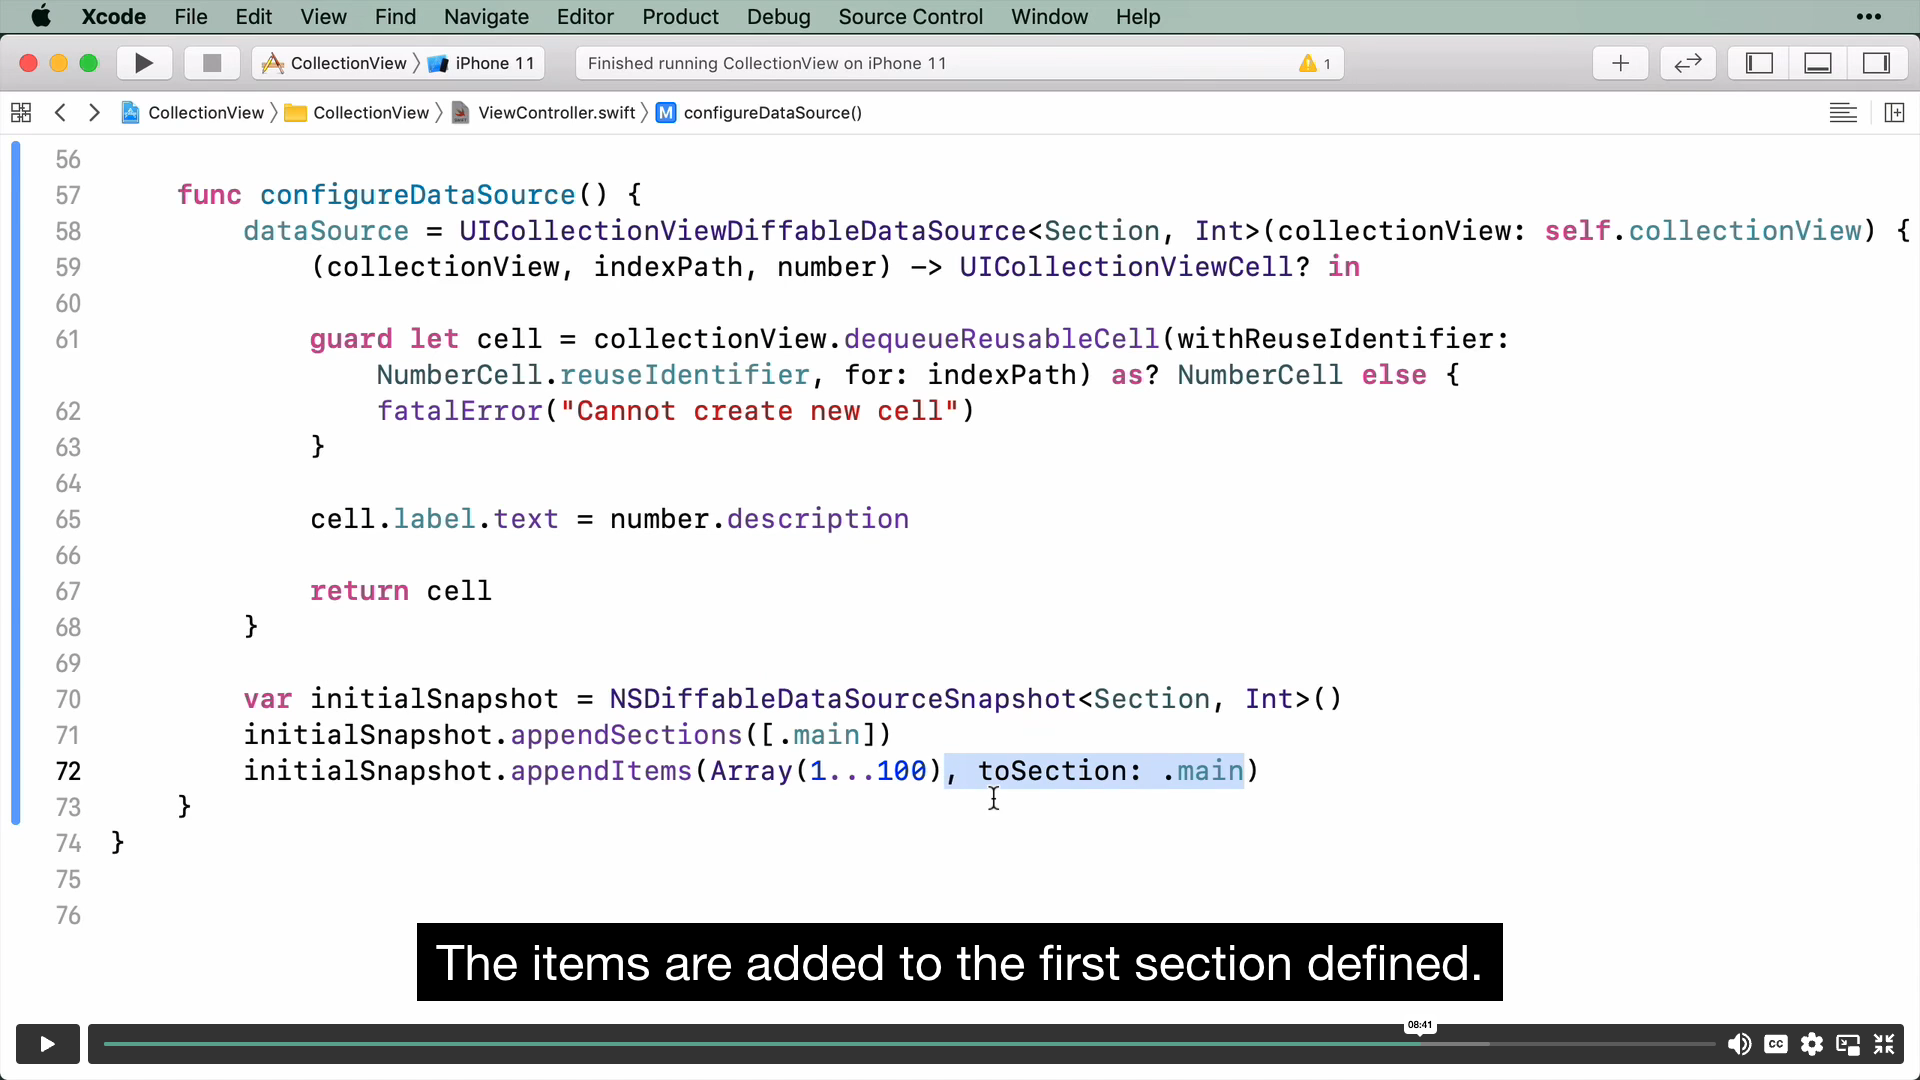 Xcode File Edit View Find Navigate Editor Product Debug Source Control Window Help
CollectionView iPhone 11 Finished running CollectionView on iPhone 11 1
CollectionView CollectionView ViewController.swift M configureDataSource()
56
57 func configureDataSource() {
58 dataSource = UICollectionViewDiffableDataSource<Section, Int>(collectionView: self.collectionView) {
59 (collectionView, indexPath, number) -> UICollectionViewCell? in
60
61 guard let cell = collectionView.dequeueReusableCell(withReuseIdentifier:
NumberCell.reuseIdentifier, for: indexPath) as? NumberCell else {
62 fatalError("Cannot create new cell")
63 }
64
65 cell.label.text = number.description
66
67 return cell
68 }
69
70 var initialSnapshot = NSDiffableDataSourceSnapshot<Section, Int>()
71 initialSnapshot.appendSections([.main])
72 initialSnapshot.appendItems(Array(1...100), toSection: .main)
73 }
74 }
75
76
The items are added to the first section defined.
08:41
CC